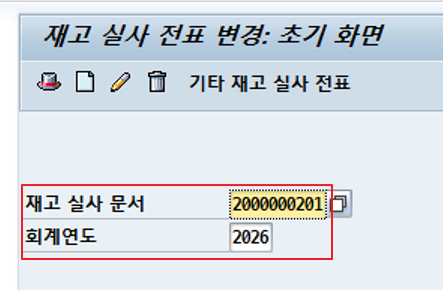 재고 실사 전표 변경: 초기 화면
기타 재고 실사 전표
재고 실사 문서 2000000201
회계연도 2026